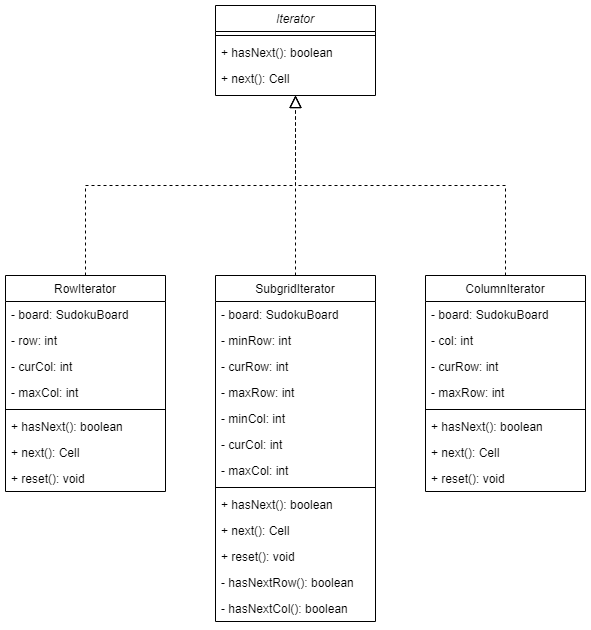 Iterator
+ hasNext(): boolean
+ next(): Cell
RowIterator
- board: SudokuBoard
- row: int
- curCol: int
- maxCol: int
+ hasNext(): boolean
+ next(): Cell
+ reset(): void
SubgridIterator
- board: SudokuBoard
- minRow: int
- curRow: int
- maxRow: int
- minCol: int
- curCol: int
- maxCol: int
+ hasNext(): boolean
+ next(): Cell
+ reset(): void
- hasNextRow(): boolean
- hasNextCol(): boolean
ColumnIterator
- board: SudokuBoard
- col: int
- curRow: int
- maxRow: int
+ hasNext(): boolean
+ next(): Cell
+ reset(): void